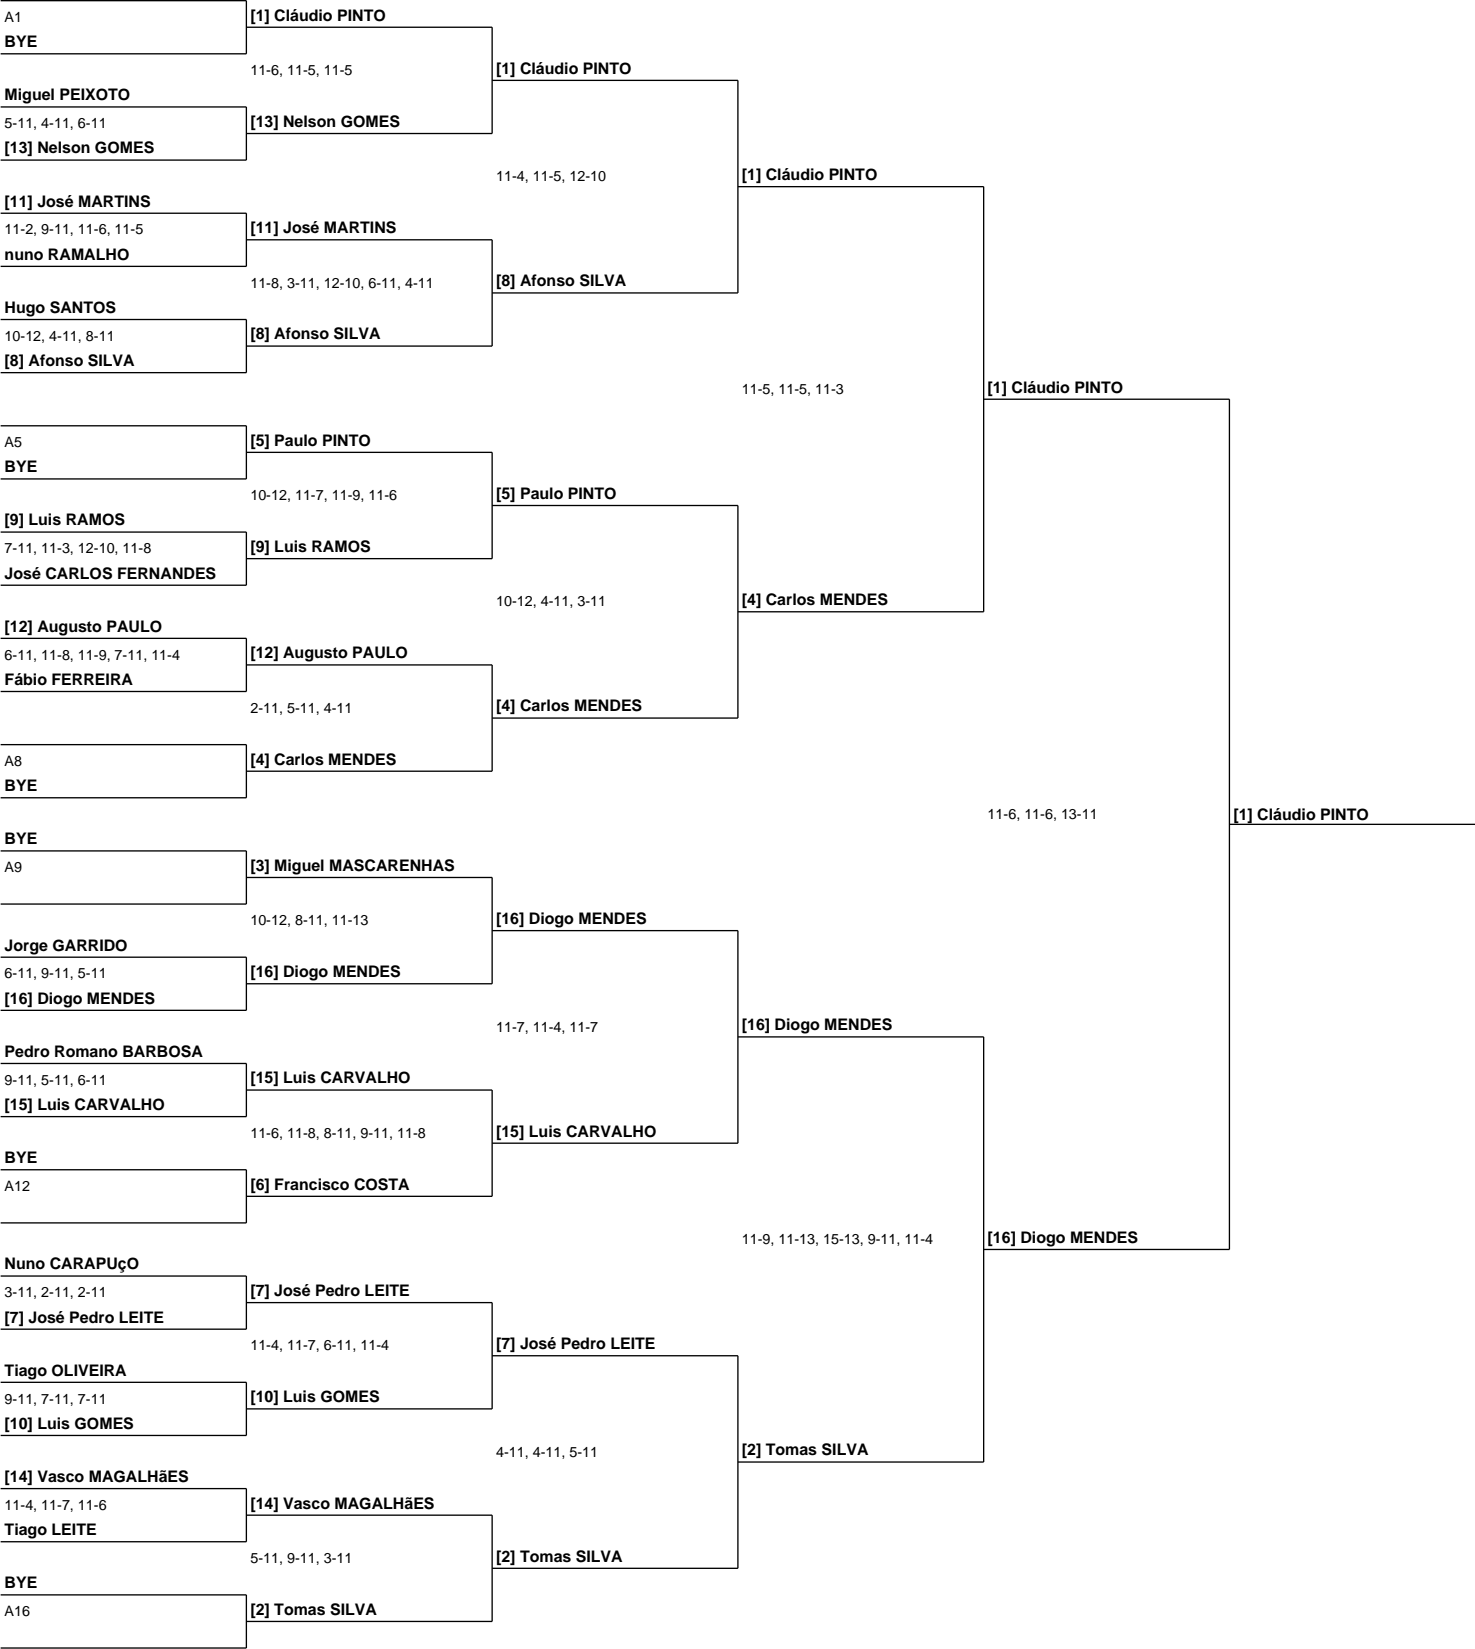 A1
[1] Cláudio PINTO
BYE
11-6, 11-5, 11-5
[1] Cláudio PINTO
Miguel PEIXOTO
5-11, 4-11, 6-11
[13] Nelson GOMES
[13] Nelson GOMES
11-4, 11-5, 12-10
[1] Cláudio PINTO
[11] José MARTINS
11-2, 9-11, 11-6, 11-5
[11] José MARTINS
nuno RAMALHO
11-8, 3-11, 12-10, 6-11, 4-11
[8] Afonso SILVA
Hugo SANTOS
10-12, 4-11, 8-11
[8] Afonso SILVA
[8] Afonso SILVA
11-5, 11-5, 11-3
[1] Cláudio PINTO
A5
[5] Paulo PINTO
BYE
10-12, 11-7, 11-9, 11-6
[5] Paulo PINTO
[9] Luis RAMOS
7-11, 11-3, 12-10, 11-8
[9] Luis RAMOS
José CARLOS FERNANDES
10-12, 4-11, 3-11
[4] Carlos MENDES
[12] Augusto PAULO
6-11, 11-8, 11-9, 7-11, 11-4
[12] Augusto PAULO
Fábio FERREIRA
2-11, 5-11, 4-11
[4] Carlos MENDES
A8
[4] Carlos MENDES
BYE
11-6, 11-6, 13-11
[1] Cláudio PINTO
BYE
A9
[3] Miguel MASCARENHAS
10-12, 8-11, 11-13
[16] Diogo MENDES
Jorge GARRIDO
6-11, 9-11, 5-11
[16] Diogo MENDES
[16] Diogo MENDES
11-7, 11-4, 11-7
[16] Diogo MENDES
Pedro Romano BARBOSA
9-11, 5-11, 6-11
[15] Luis CARVALHO
[15] Luis CARVALHO
11-6, 11-8, 8-11, 9-11, 11-8
[15] Luis CARVALHO
BYE
A12
[6] Francisco COSTA
11-9, 11-13, 15-13, 9-11, 11-4
[16] Diogo MENDES
Nuno CARAPUçO
3-11, 2-11, 2-11
[7] José Pedro LEITE
[7] José Pedro LEITE
11-4, 11-7, 6-11, 11-4
[7] José Pedro LEITE
Tiago OLIVEIRA
9-11, 7-11, 7-11
[10] Luis GOMES
[10] Luis GOMES
4-11, 4-11, 5-11
[2] Tomas SILVA
[14] Vasco MAGALHãES
11-4, 11-7, 11-6
[14] Vasco MAGALHãES
Tiago LEITE
5-11, 9-11, 3-11
[2] Tomas SILVA
BYE
A16
[2] Tomas SILVA